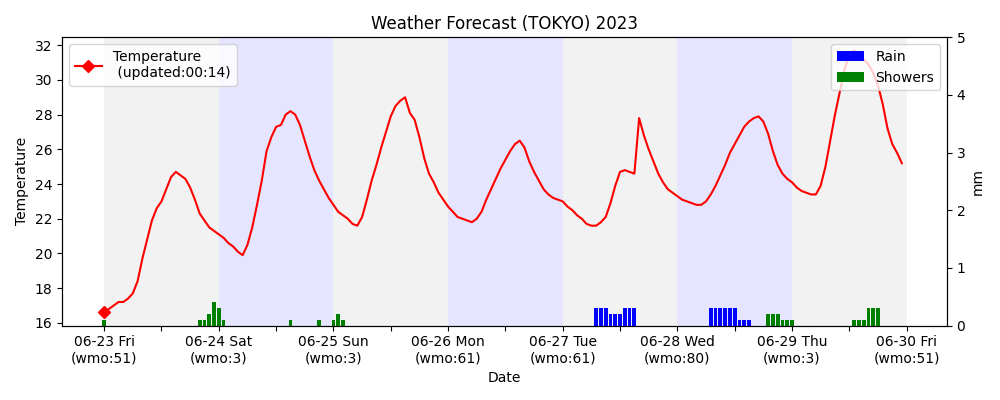 Weather Forecast (TOKYO) 2023
Temperature
(updated:00:14)
Rain
Showers
Temperature
32
30
28
26
24
22
20
18
16
5
4
3
2
1
0
mm
06-23 Fri
(wmo:51)
06-24 Sat
(wmo:3)
06-25 Sun
(wmo:3)
06-26 Mon
(wmo:61)
06-27 Tue
(wmo:61)
06-28 Wed
(wmo:80)
06-29 Thu
(wmo:3)
06-30 Fri
(wmo:51)
Date